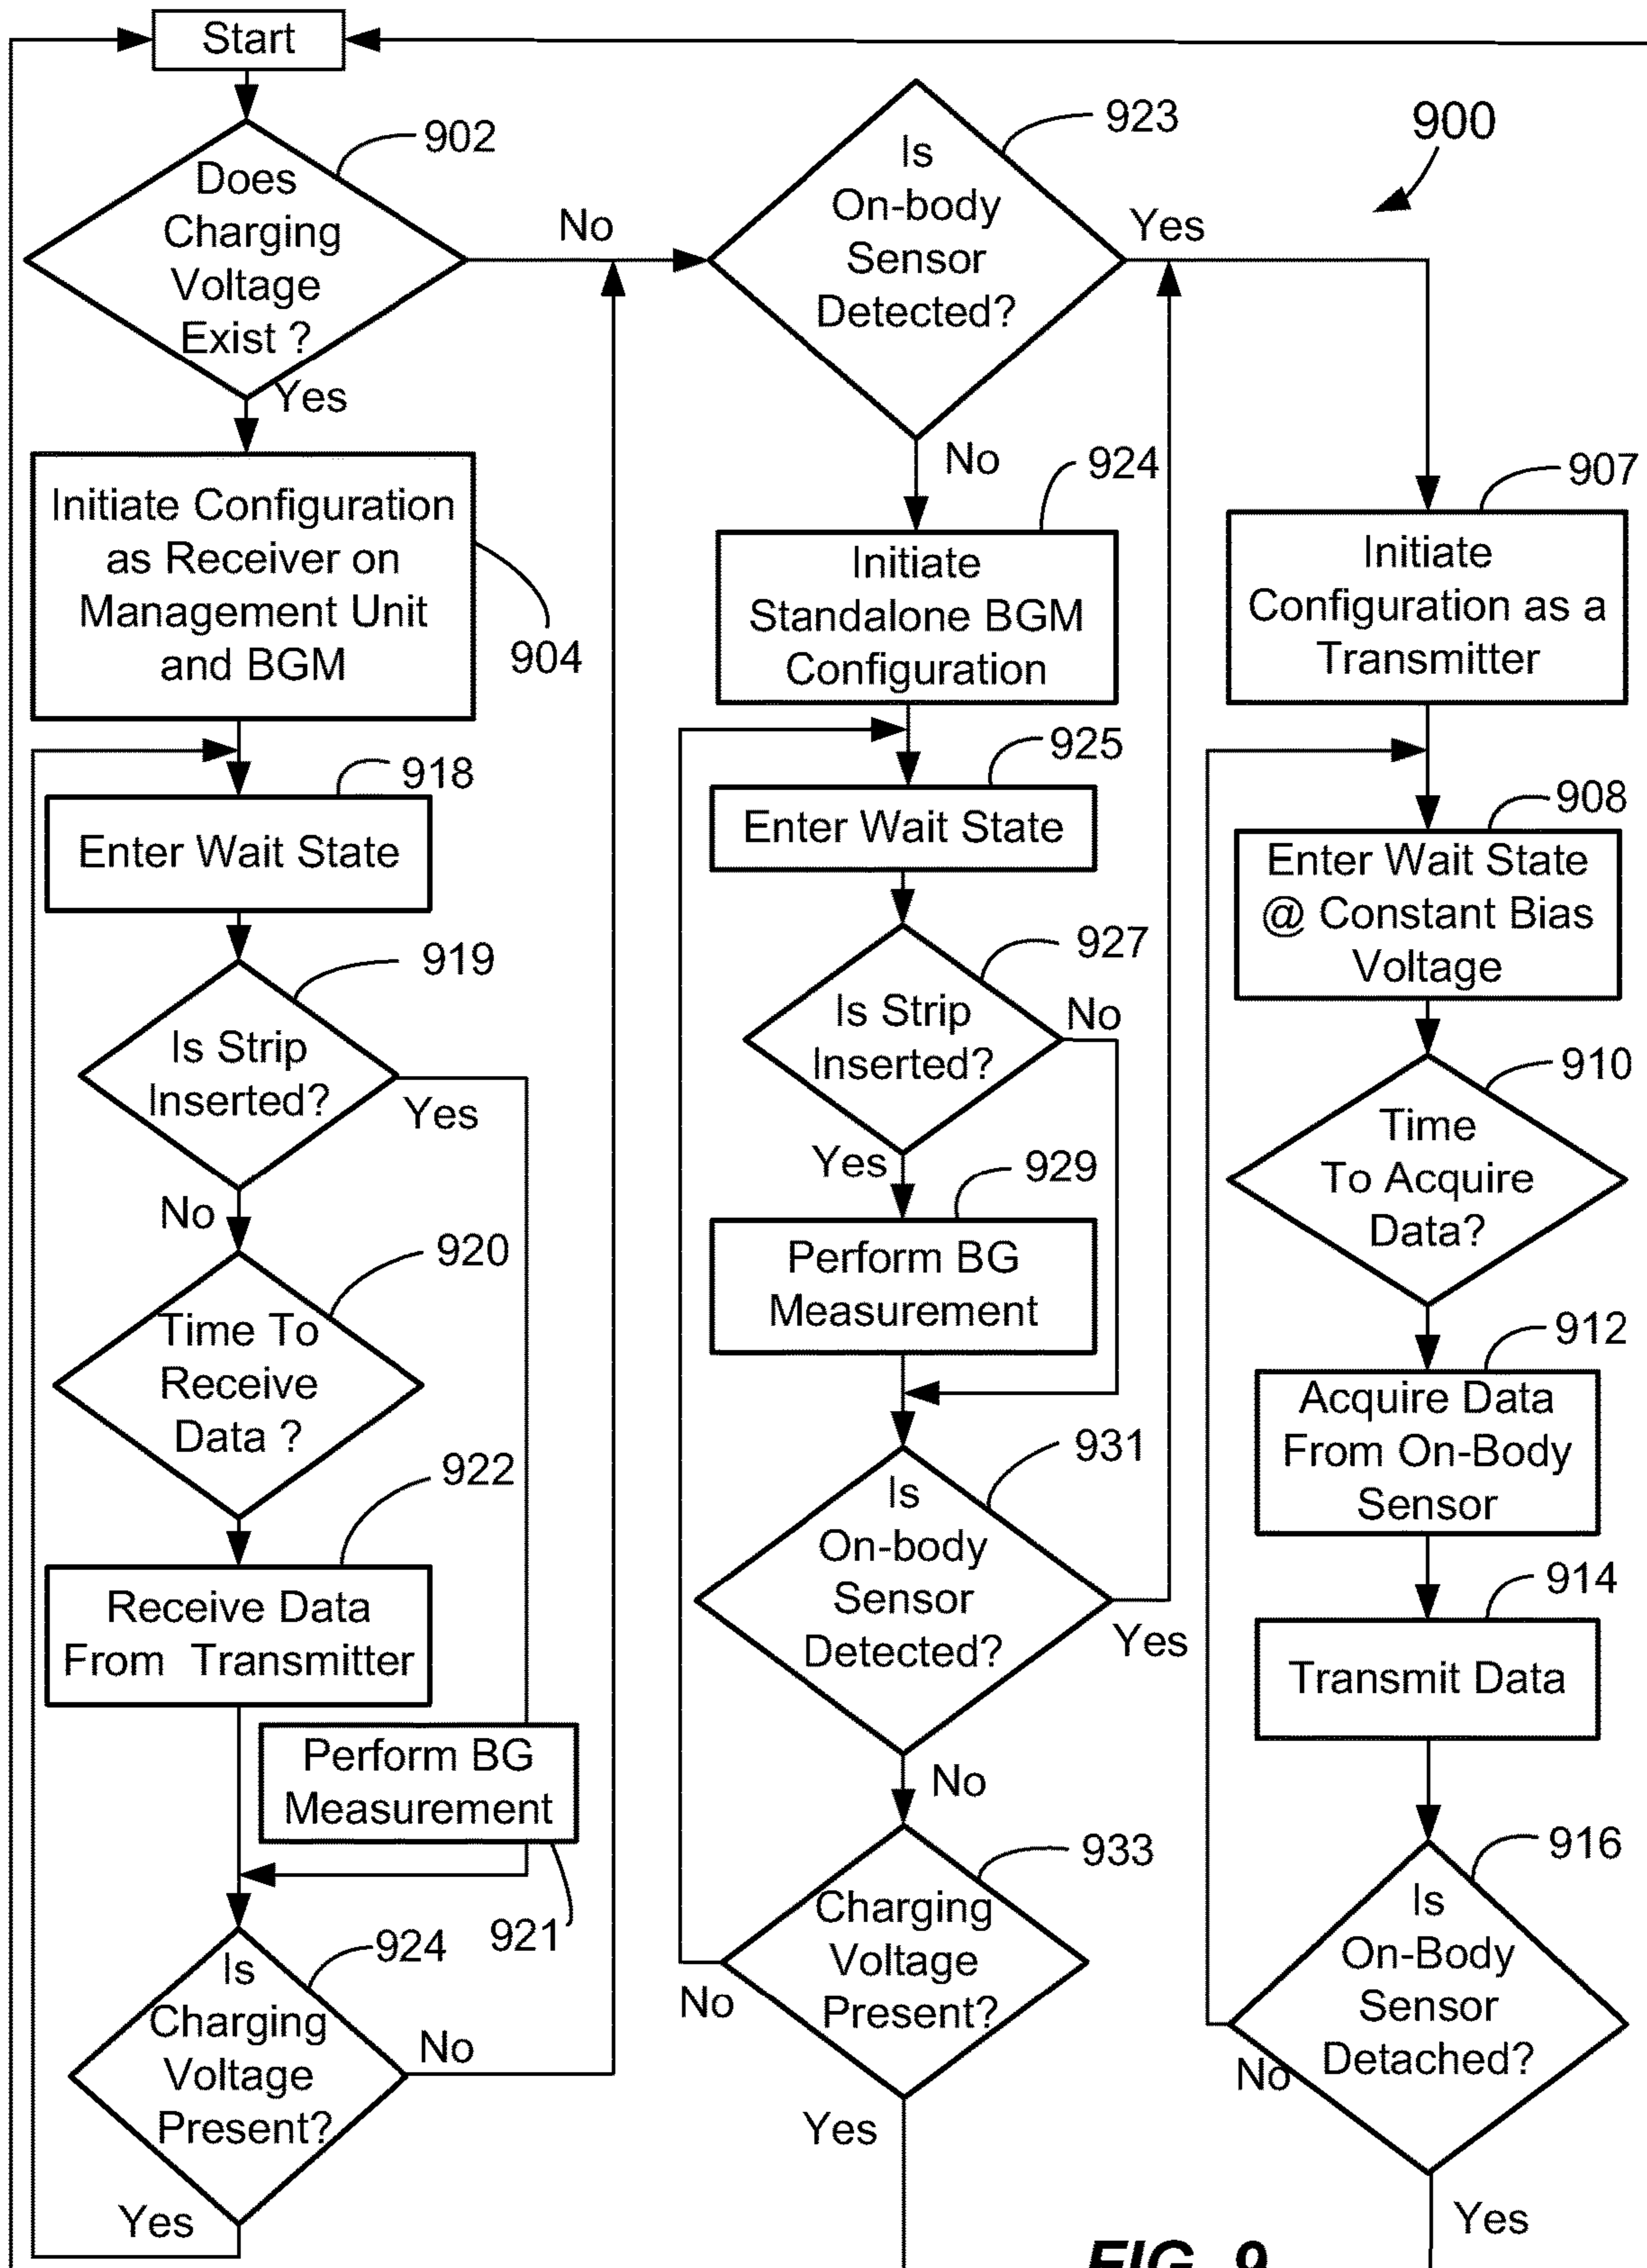 Start
902
Does
Charging
Voltage
Exist ?
No
Yes
Initiate Configuration
as Receiver on
Management Unit
and BGM
904
918
Enter Wait State
919
Is Strip
Inserted?
Yes
No
920
Time To
Receive
Data ?
922
Receive Data
From Transmitter
Perform BG
Measurement
921
924
Is
Charging
Voltage
Present?
No
Yes
923
Is
On-body
Sensor
Detected?
Yes
No
924
Initiate
Standalone BGM
Configuration
925
Enter Wait State
927
Is Strip
Inserted?
No
Yes
929
Perform BG
Measurement
931
Is
On-body
Sensor
Detected?
Yes
No
933
Charging
Voltage
Present?
No
Yes
900
907
Initiate
Configuration as a
Transmitter
908
Enter Wait State
@ Constant Bias
Voltage
910
Time
To Acquire
Data?
912
Acquire Data
From On-Body
Sensor
914
Transmit Data
916
Is
On-Body
Sensor
Detached?
No
Yes
FIG. 9